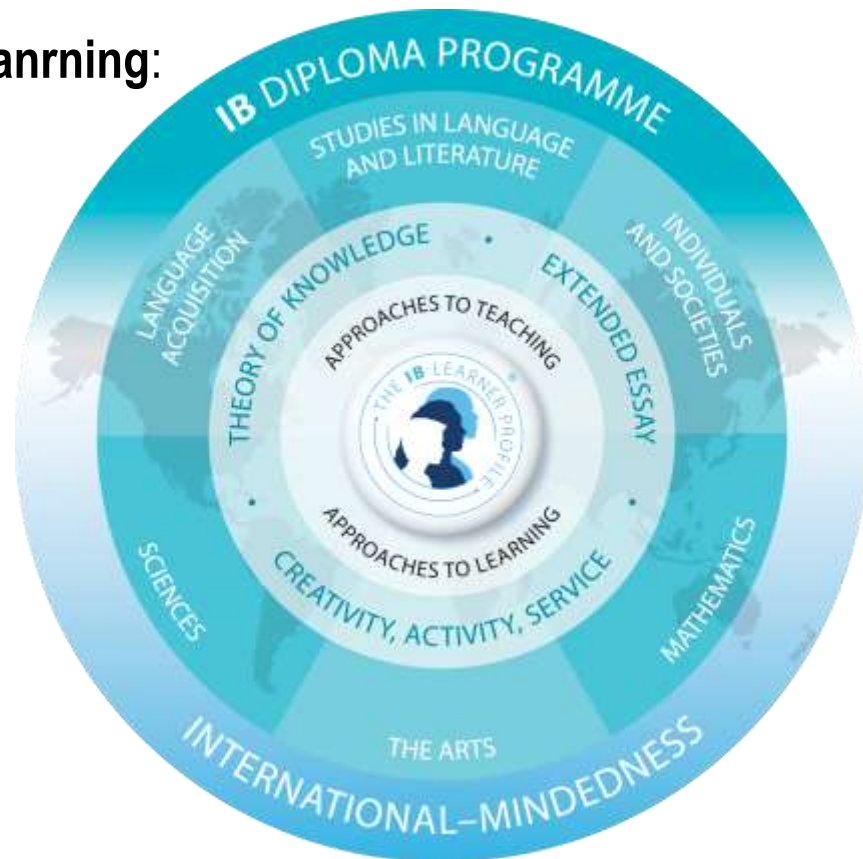 anrning:
IB DIPLOMA PROGRAMME
STUDIES IN LANGUAGE
AND LITERATURE
LANGUAGE
ACQUISITION
INDIVIDUALS
AND SOCIETIES
THEORY OF KNOWLEDGE
•
EXTENDED ESSAY
APPROACHES TO TEACHING
THE IB LEARNER PROFILE
®
APPROACHES TO LEARNING
•
•
CREATIVITY, ACTIVITY, SERVICE
SCIENCES
MATHEMATICS
THE ARTS
INTERNATIONAL–MINDEDNESS